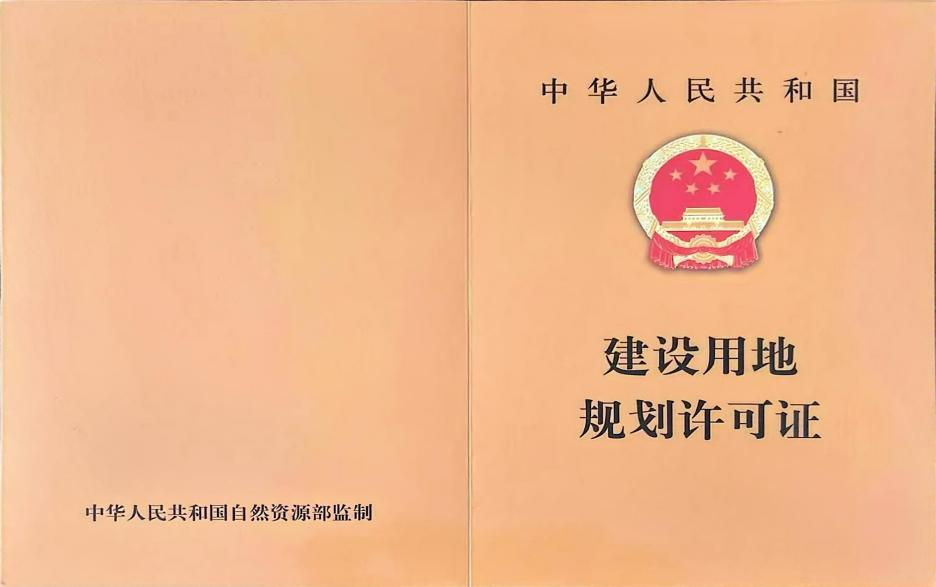 中华人民共和国
建设用地
规划许可证
中华人民共和国自然资源部监制